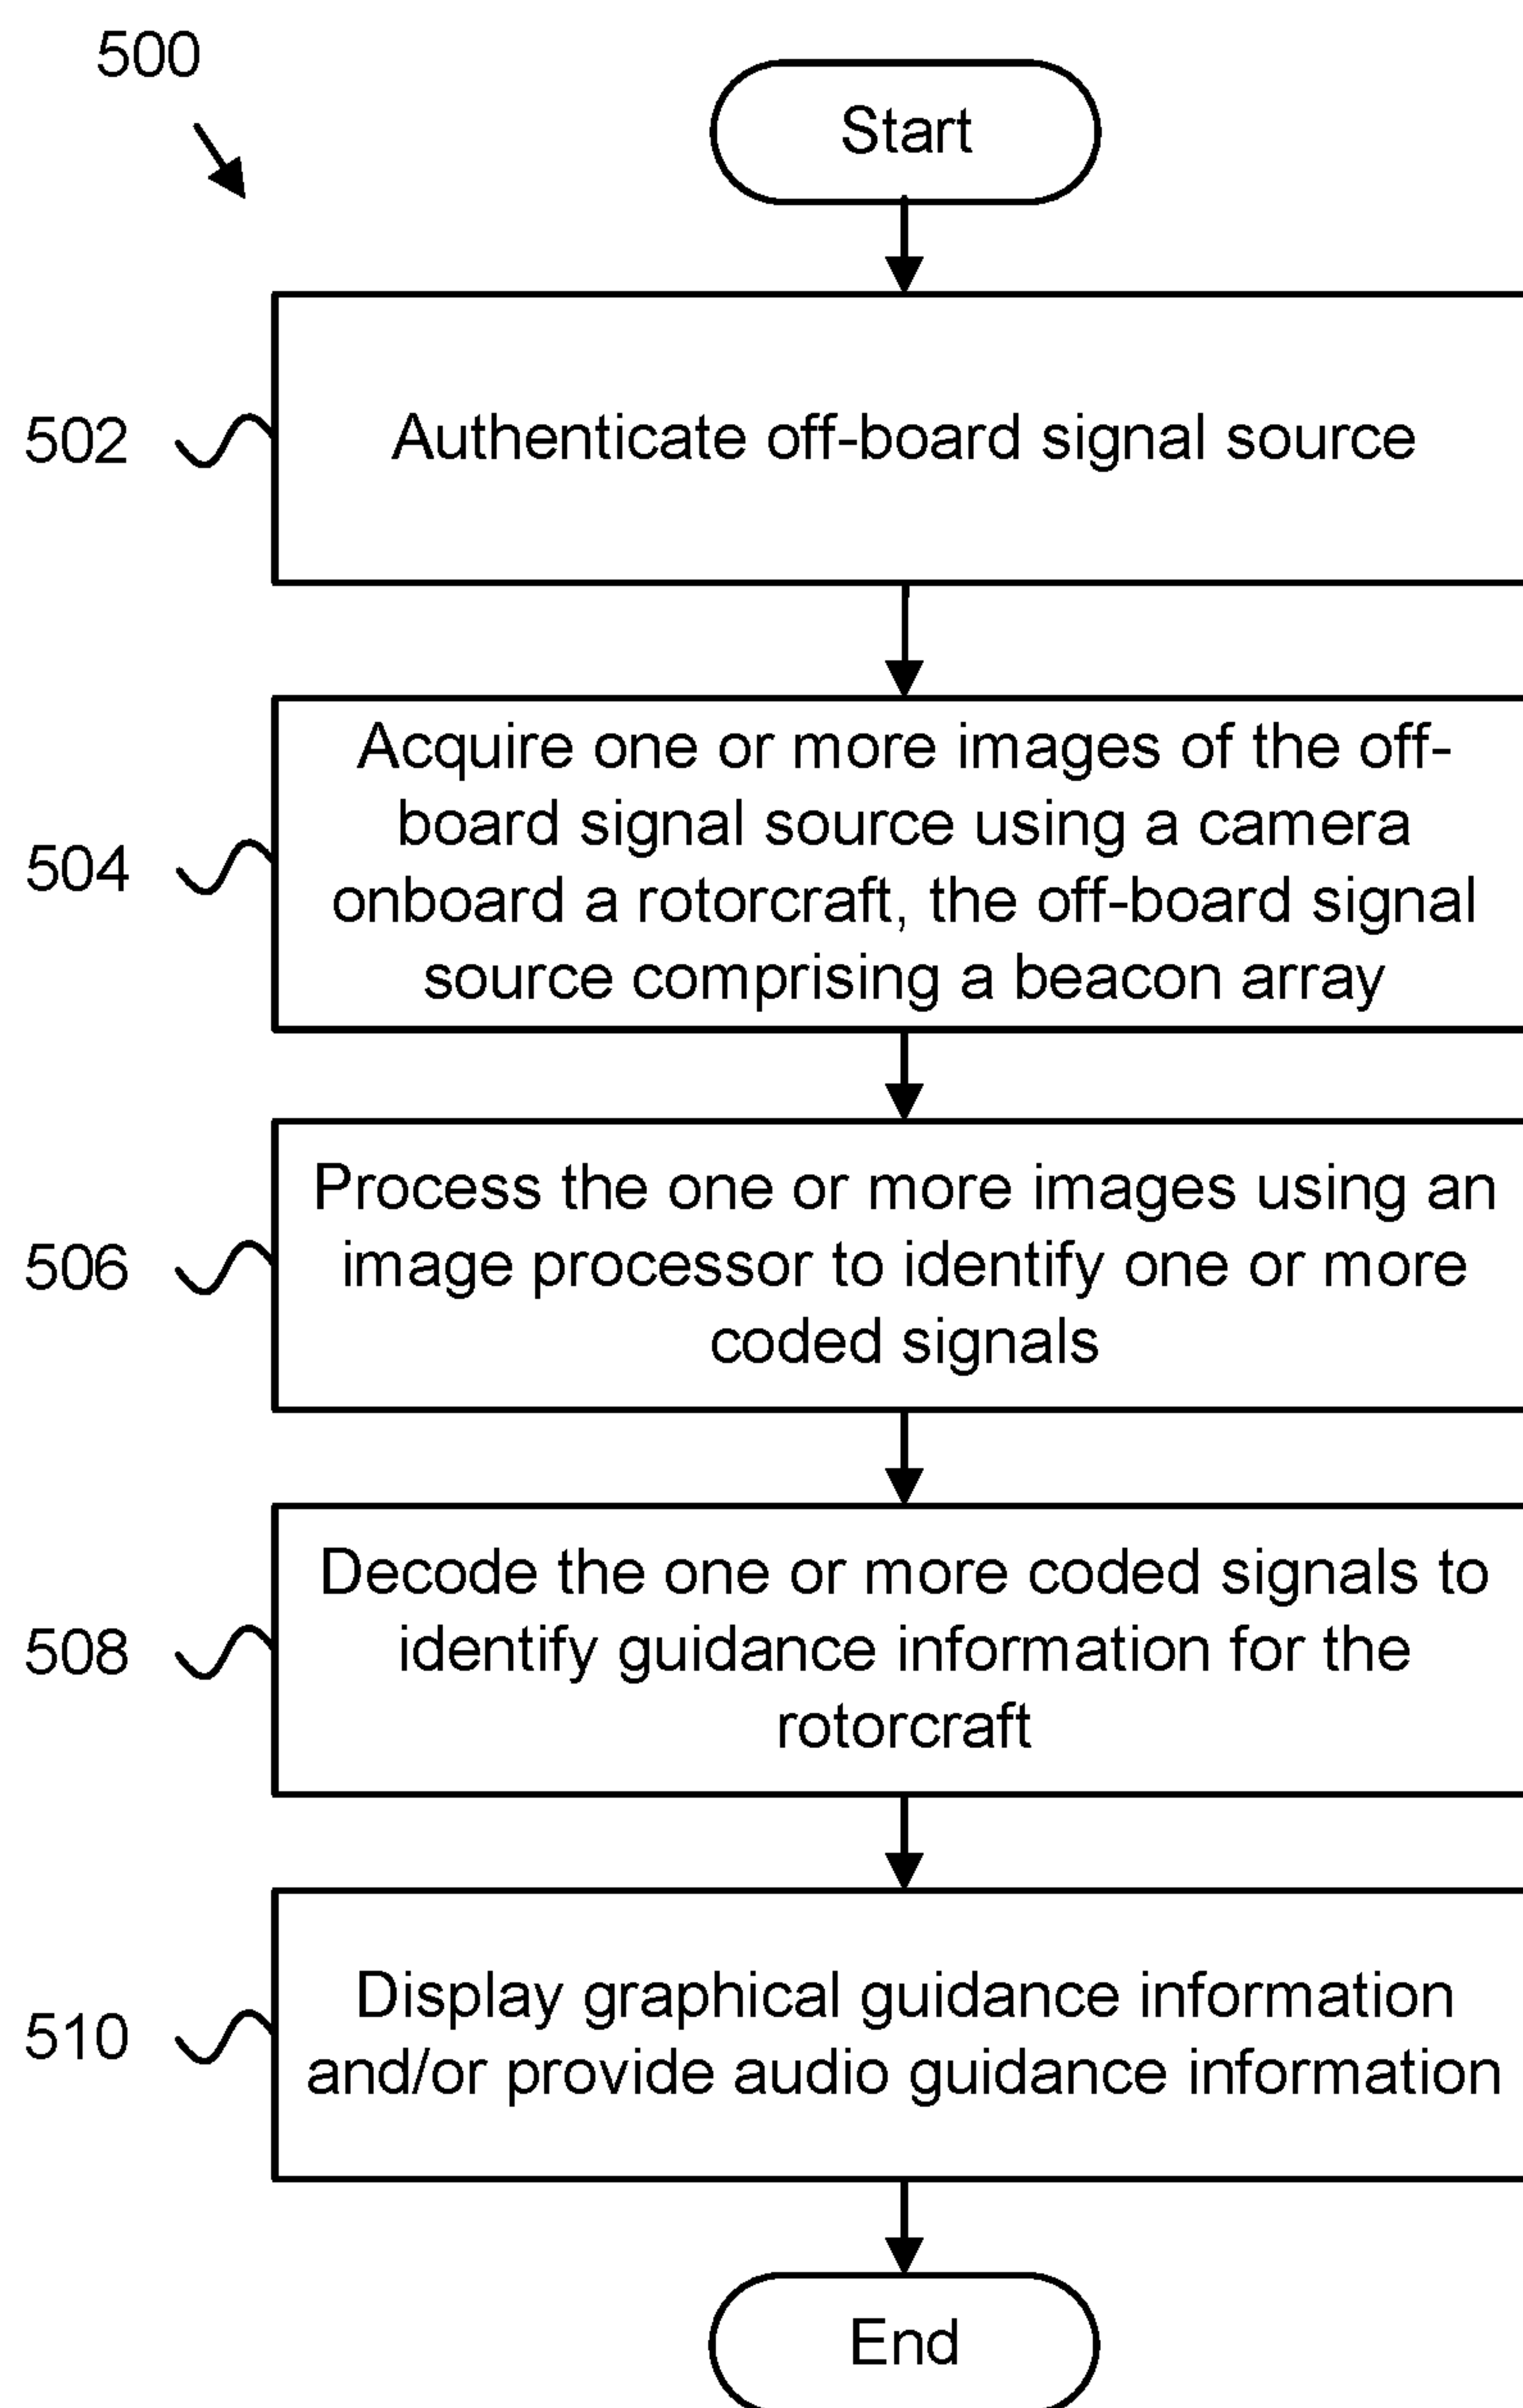 500
Start
502
Authenticate off-board signal source
504
Acquire one or more images of the off-
board signal source using a camera
onboard a rotorcraft, the off-board signal
source comprising a beacon array
506
Process the one or more images using an
image processor to identify one or more
coded signals
508
Decode the one or more coded signals to
identify guidance information for the
rotorcraft
510
Display graphical guidance information
and/or provide audio guidance information
End